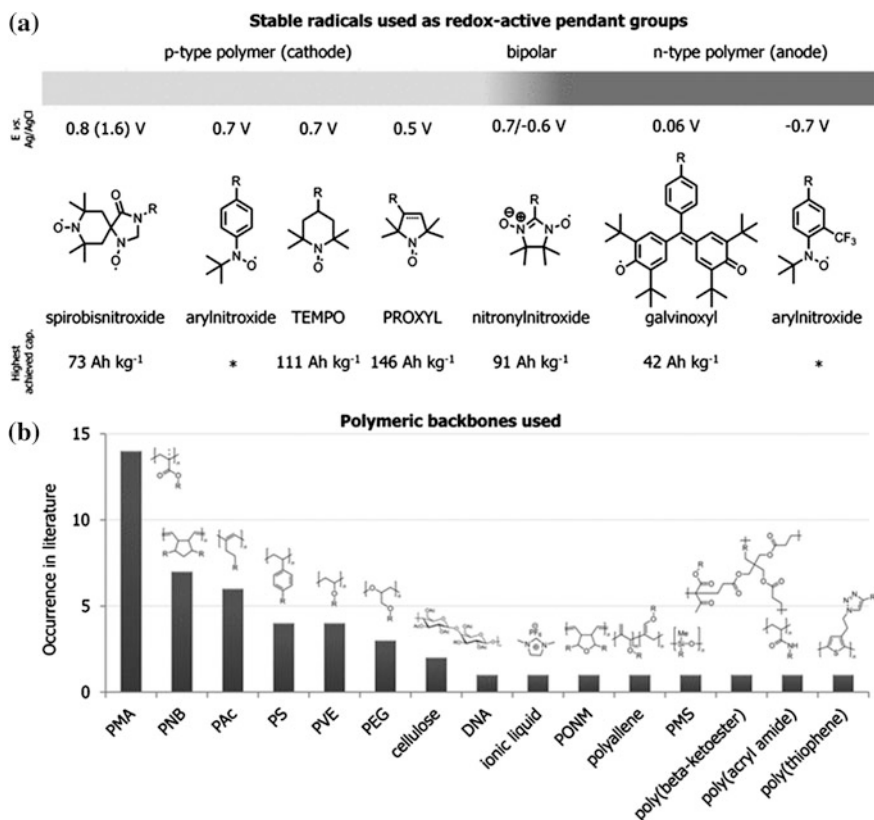 (a)
Stable radicals used as redox-active pendant groups
p-type polymer (cathode) bipolar n-type polymer (anode)
E vs.
Ag/AgCl
0.8 (1.6) V 0.7 V 0.7 V 0.5 V 0.7/-0.6 V 0.06 V -0.7 V
spirobisnitroxide arylnitroxide TEMPO PROXYL nitronylnitroxide galvinoxyl arylnitroxide
Highest
achieved cap.
73 Ah kg⁻¹ * 111 Ah kg⁻¹ 146 Ah kg⁻¹ 91 Ah kg⁻¹ 42 Ah kg⁻¹ *
(b)
Polymeric backbones used
Occurrence in literature
15
10
5
0
PMA
PNB
PAc
PS
PVE
PEG
cellulose
DNA
ionic liquid
PONM
polyallene
PMS
poly(beta-ketoester)
poly(acryl amide)
poly(thiophene)